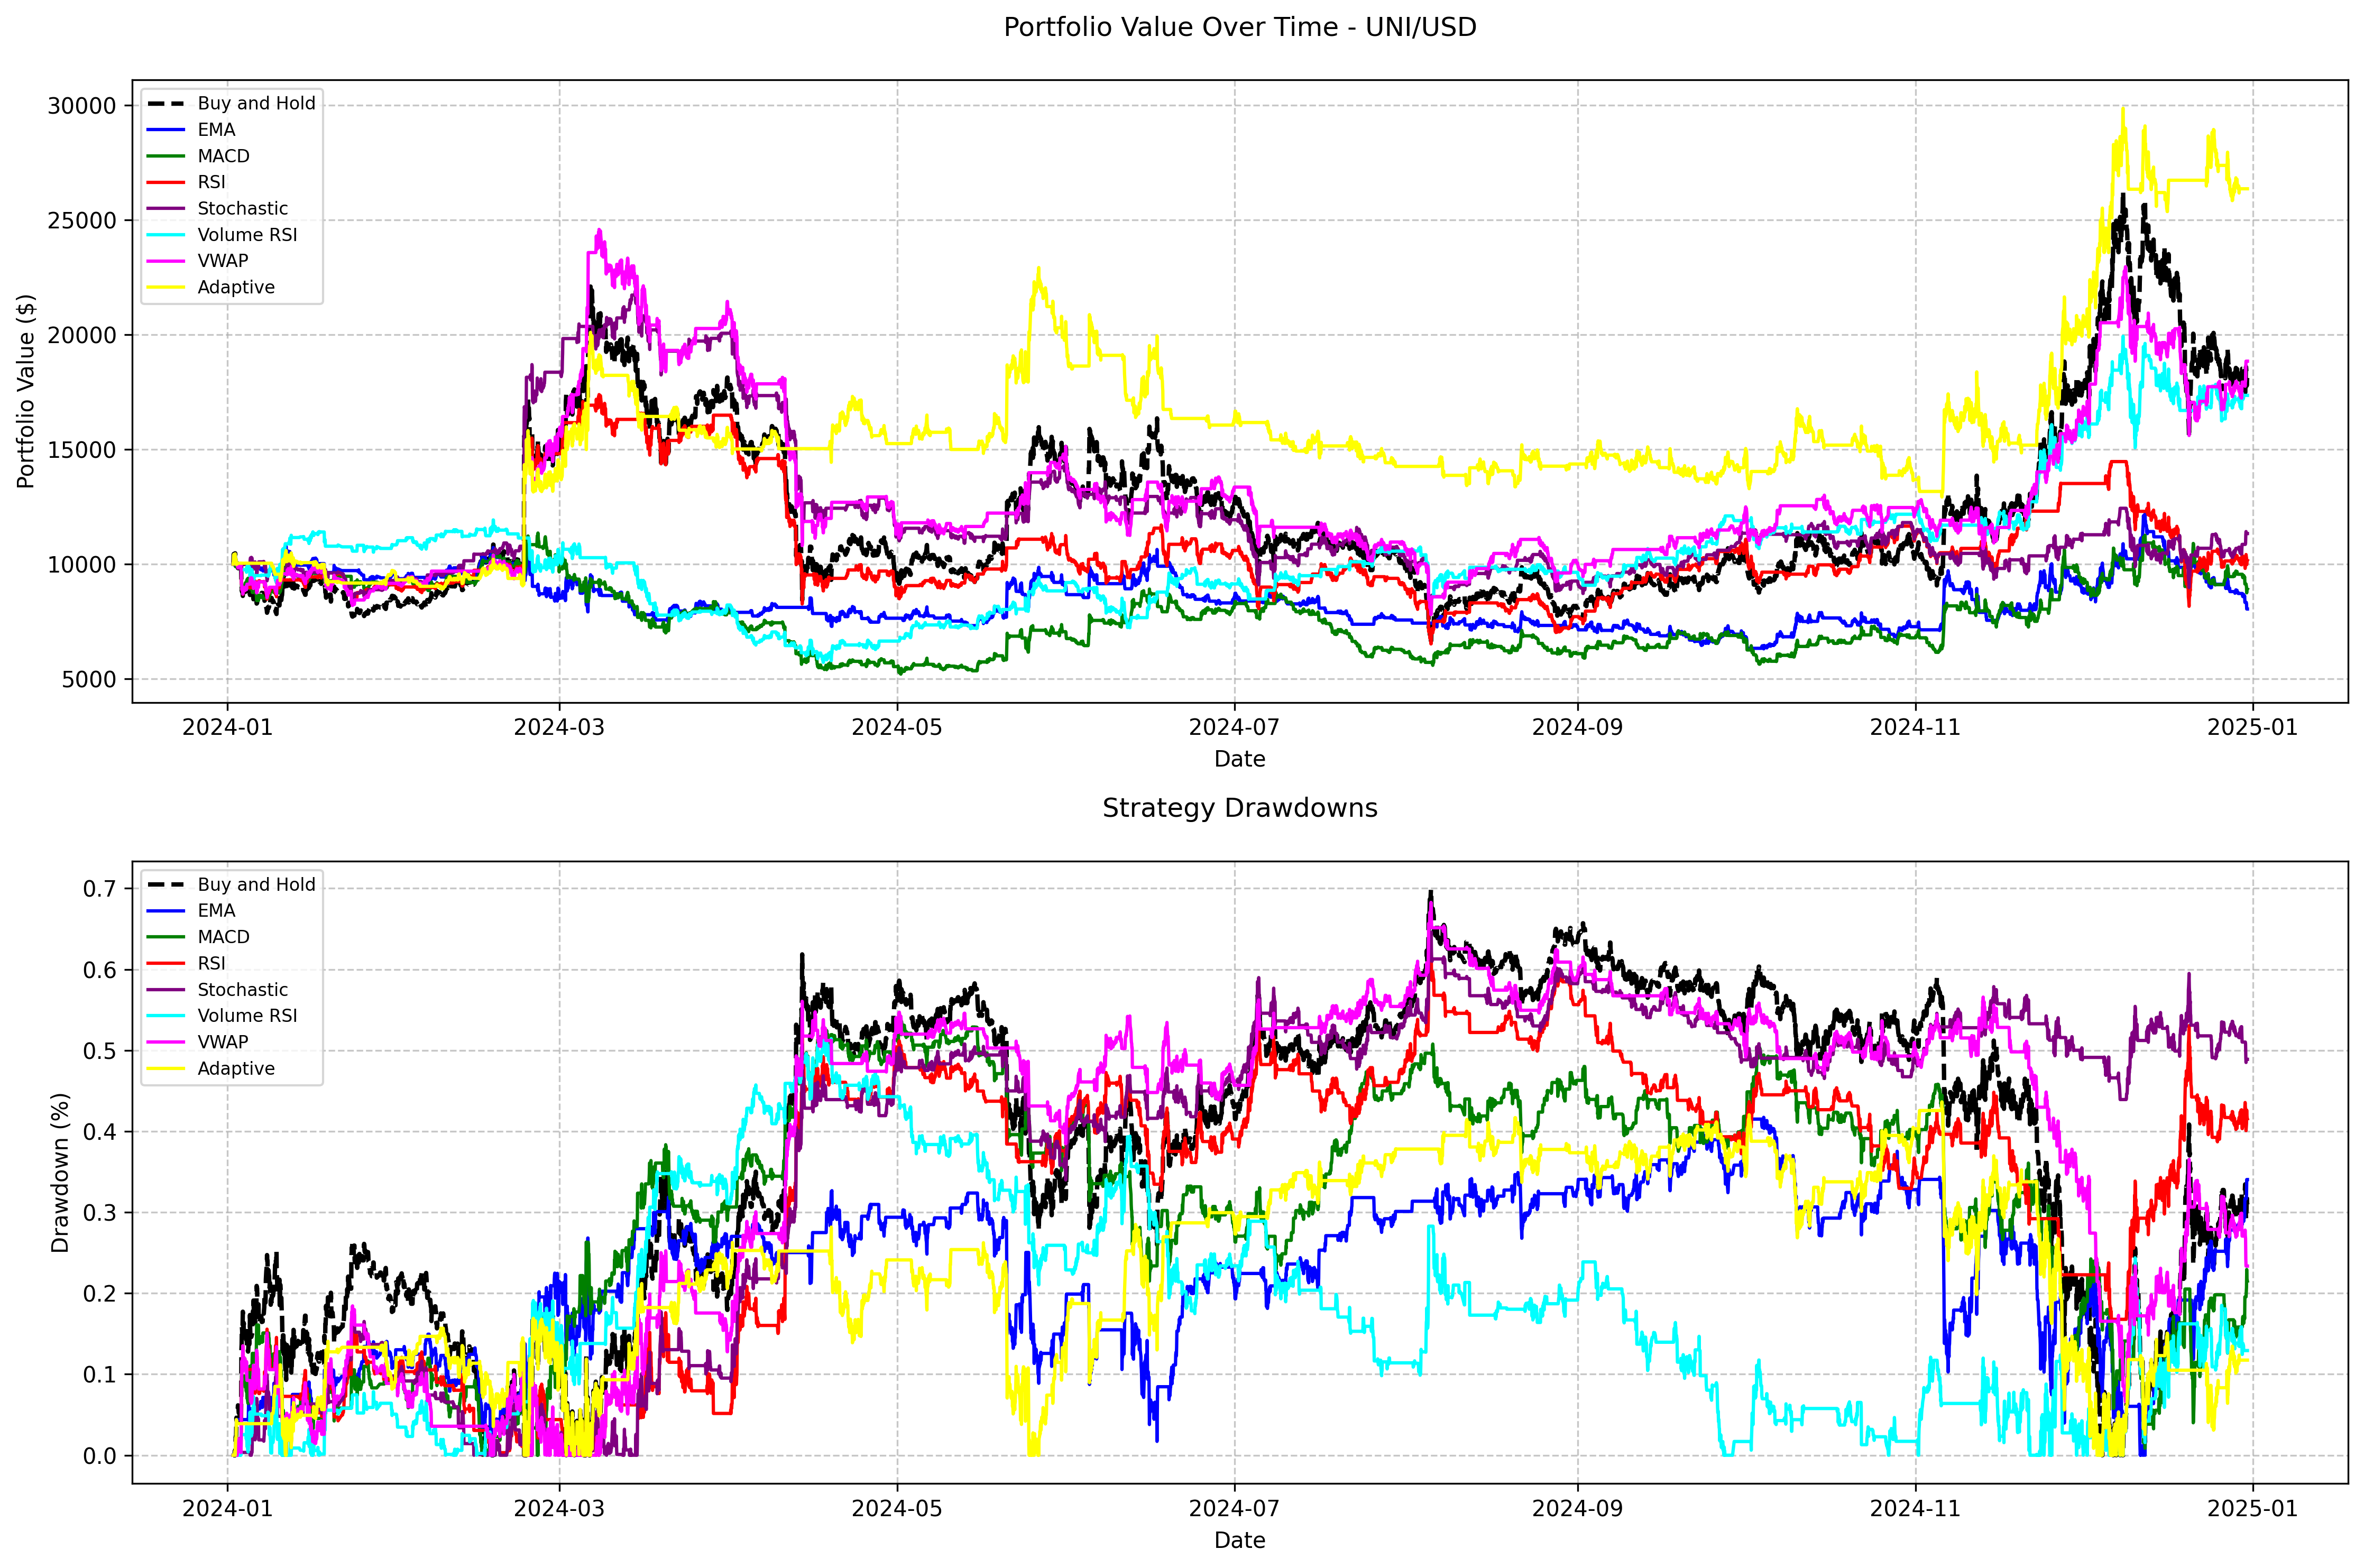 Portfolio Value Over Time - UNI/USD
Portfolio Value ($)
30000
25000
20000
15000
10000
5000
Buy and Hold
EMA
MACD
RSI
Stochastic
Volume RSI
VWAP
Adaptive
2024-01
2024-03
2024-05
2024-07
2024-09
2024-11
2025-01
Date
Strategy Drawdowns
Drawdown (%)
0.7
0.6
0.5
0.4
0.3
0.2
0.1
0.0
Buy and Hold
EMA
MACD
RSI
Stochastic
Volume RSI
VWAP
Adaptive
2024-01
2024-03
2024-05
2024-07
2024-09
2024-11
2025-01
Date